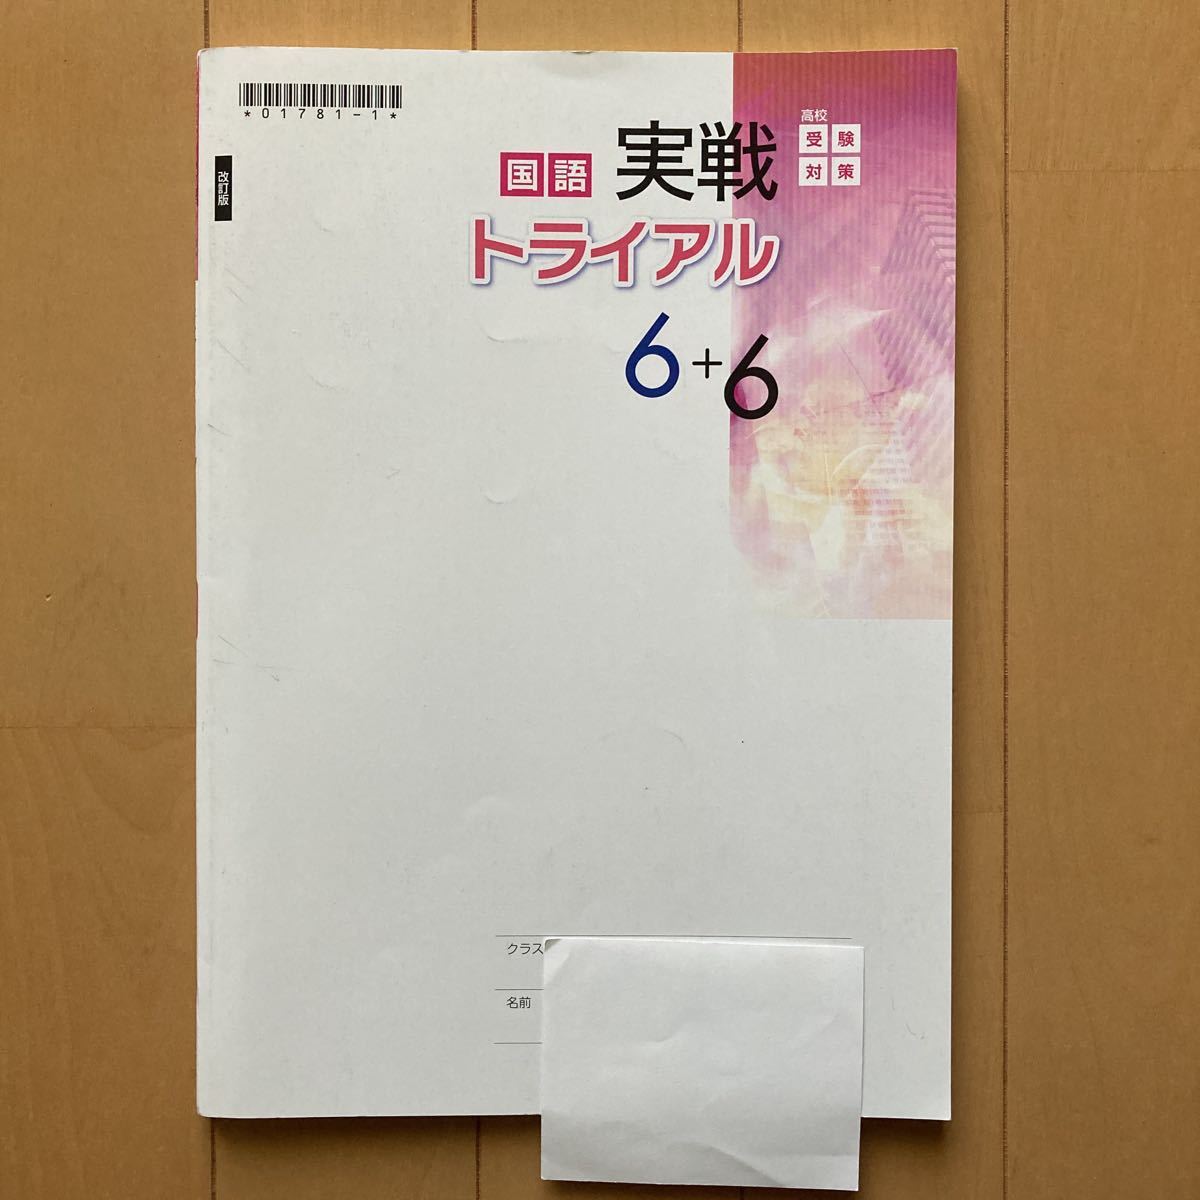 *01781-1*
改訂版
高校
受験
対策
国語 実戦
トライアル
6+6
クラス
名前